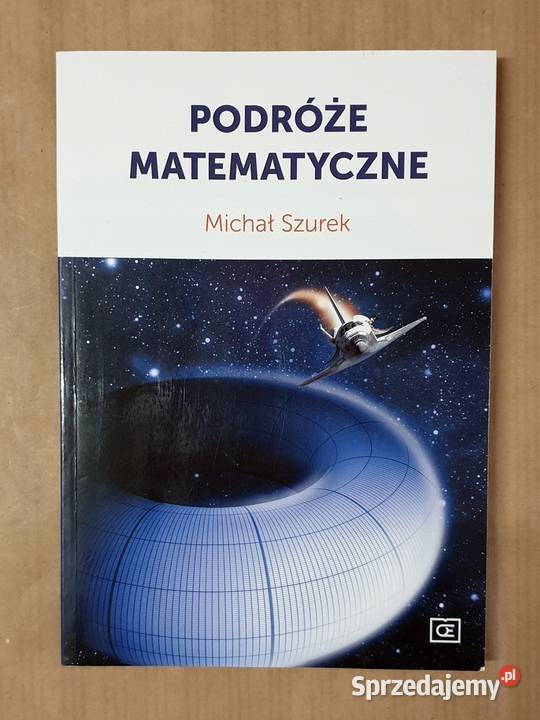 PODRÓŻE
MATEMATYCZNE
Michał Szurek
Sprzedajemy.pl